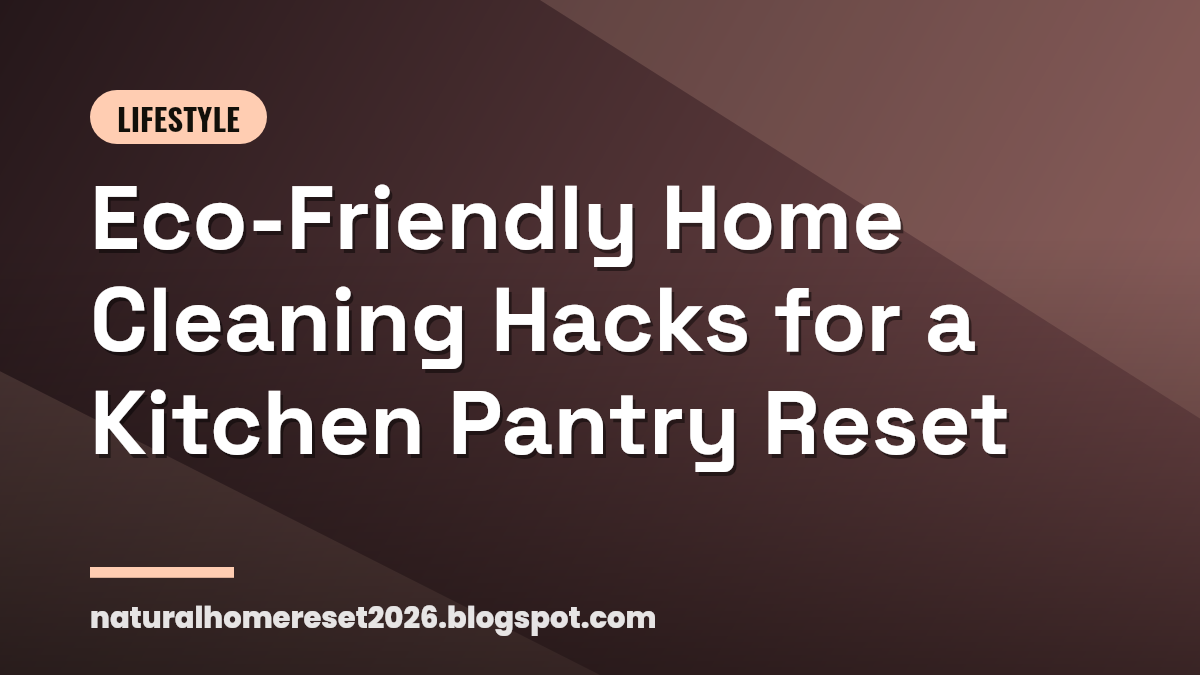 LIFESTYLE
Eco-Friendly Home
Cleaning Hacks for a
Kitchen Pantry Reset
naturalhomereset2026.blogspot.com